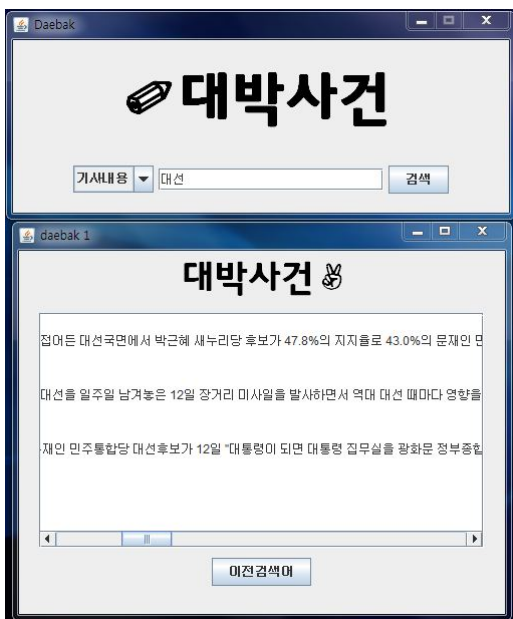 Daebak
대박사건
기사내용 대선 검색
daebak 1
대박사건
접어든 대선국면에서 박근혜 새누리당 후보가 47.8%의 지지율로 43.0%의 문재인
대선을 일주일 남겨놓은 12일 장거리 미사일을 발사하면서 역대 대선 때마다 영향을
재인 민주통합당 대선후보가 12일 "대통령이 되면 대통령 집무실을 광화문 정부종합
이전검색어